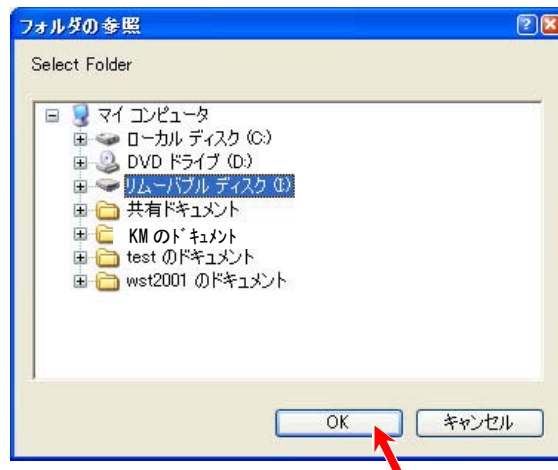 フォルダの参照
Select Folder
マイ コンピュータ
ローカル ディスク (C:)
DVD ドライブ (D:)
リムーバブル ディスク (E:)
共有ドキュメント
KM のドキュメント
test のドキュメント
wst2001 のドキュメント
OK
キャンセル